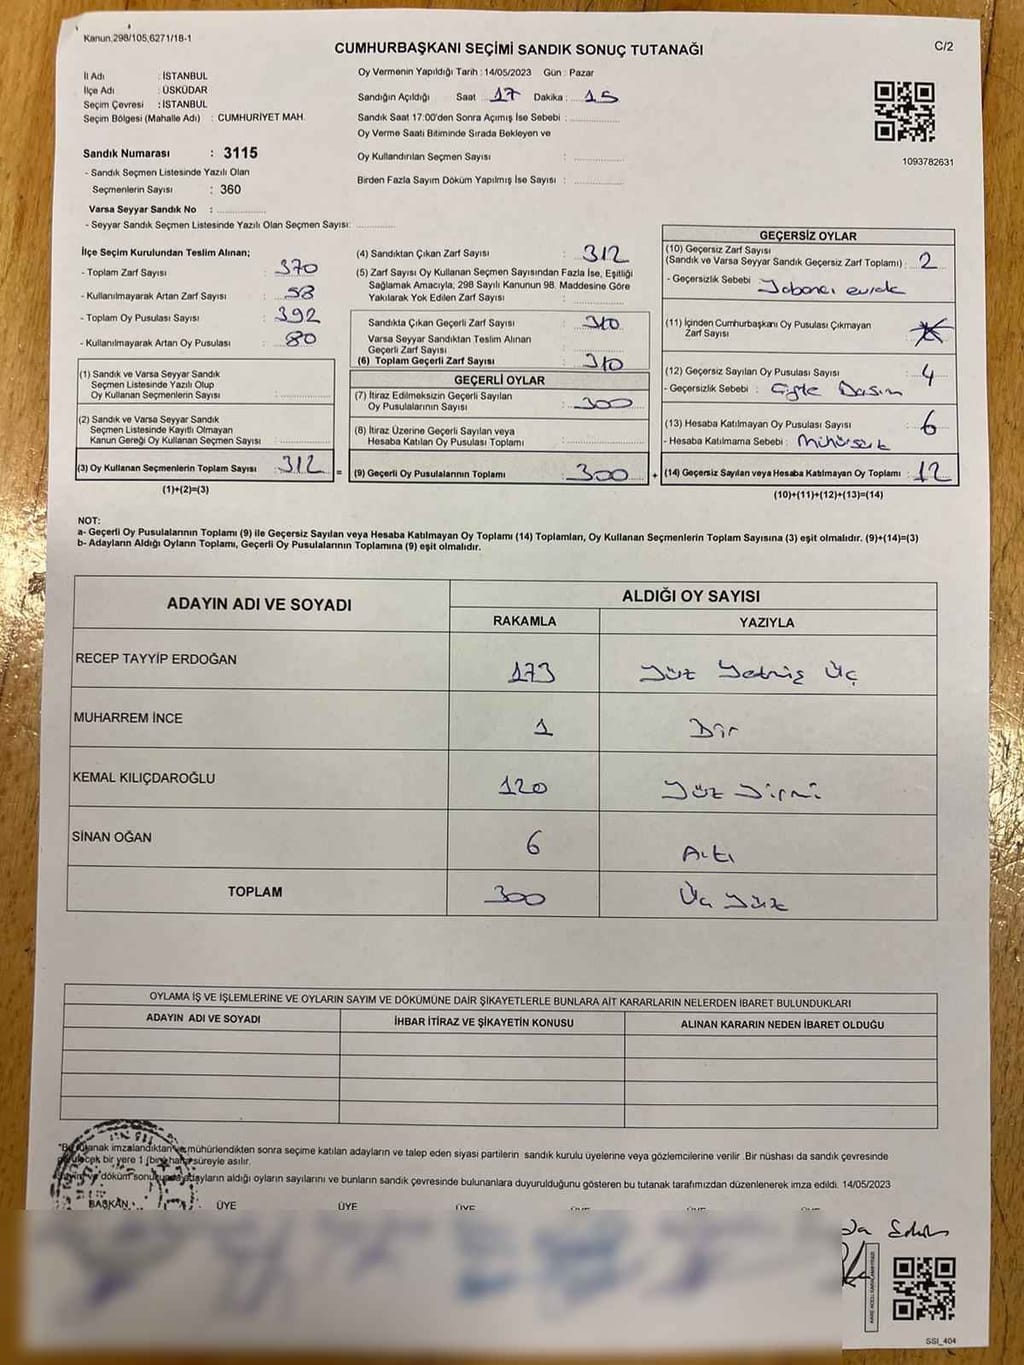 Kanun.298/105,6271/18-1
C/2
CUMHURBAŞKANI SEÇİMİ SANDIK SONUÇ TUTANAĞI
İl Adı : İSTANBUL
İlçe Adı : ÜSKÜDAR
Seçim Çevresi : İSTANBUL
Seçim Bölgesi (Mahalle Adı) : CUMHURİYET MAH.
Sandık Numarası : 3115
- Sandık Seçmen Listesinde Yazılı Olan
Seçmenlerin Sayısı : 360
Varsa Seyyar Sandık No : ..............
- Seyyar Sandık Seçmen Listesinde Yazılı Olan Seçmen Sayısı: ............
Oy Vermenin Yapıldığı Tarih : 14/05/2023 Gün : Pazar
Sandığın Açıldığı Saat 17 Dakika : 15
Sandık Saat 17:00'den Sonra Açımış İse Sebebi : ..............
Oy Verme Saati Bitiminde Sırada Bekleyen ve
Oy Kullandırılan Seçmen Sayısı : ..............
Birden Fazla Sayım Döküm Yapılmış İse Sayısı : ..............
1093782631
İlçe Seçim Kurulundan Teslim Alınan;
- Toplam Zarf Sayısı : 370
- Kullanılmayarak Artan Zarf Sayısı : 58
- Toplam Oy Pusulası Sayısı : 392
- Kullanılmayarak Artan Oy Pusulası : 80
(1) Sandık ve Varsa Seyyar Sandık
Seçmen Listesinde Yazılı Olup
Oy Kullanan Seçmenlerin Sayısı : ..............
(2) Sandık ve Varsa Seyyar Sandık
Seçmen Listesinde Kayıtlı Olmayan
Kanun Gereği Oy Kullanan Seçmen Sayısı : ..............
(3) Oy Kullanan Seçmenlerin Toplam Sayısı : 312 =
(1)+(2)=(3)
(4) Sandıktan Çıkan Zarf Sayısı : 312
(5) Zarf Sayısı Oy Kullanan Seçmen Sayısından Fazla İse, Eşitliği
Sağlamak Amacıyla; 298 Sayılı Kanunun 98. Maddesine Göre
Yakılarak Yok Edilen Zarf Sayısı : ..............
Sandıkta Çıkan Geçerli Zarf Sayısı : 310
Varsa Seyyar Sandıktan Teslim Alınan
Geçerli Zarf Sayısı : ..............
(6) Toplam Geçerli Zarf Sayısı : 310
GEÇERLİ OYLAR
(7) İtiraz Edilmeksizin Geçerli Sayılan
Oy Pusulalarının Sayısı : 300
(8) İtiraz Üzerine Geçerli Sayılan veya
Hesaba Katılan Oy Pusulası Toplamı : ..............
(9) Geçerli Oy Pusulalarının Toplamı : 300 +
GEÇERSİZ OYLAR
(10) Geçersiz Zarf Sayısı
(Sandık ve Varsa Seyyar Sandık Geçersiz Zarf Toplamı) : 2
- Geçersizlik Sebebi : Yabancı evrak
(11) İçinden Cumhurbaşkanı Oy Pusulası Çıkmayan
Zarf Sayısı :
(12) Geçersiz Sayılan Oy Pusulası Sayısı : 4
- Geçersizlik Sebebi : Çifte Basım
(13) Hesaba Katılmayan Oy Pusulası Sayısı : 6
- Hesaba Katılmama Sebebi : Mühürsük
(14) Geçersiz Sayılan veya Hesaba Katılmayan Oy Toplamı : 12
(10)+(11)+(12)+(13)=(14)
NOT:
a- Geçerli Oy Pusulalarının Toplamı (9) ile Geçersiz Sayılan veya Hesaba Katılmayan Oy Toplamı (14) Toplamları, Oy Kullanan Seçmenlerin Toplam Sayısına (3) eşit olmalıdır. (9)+(14)=(3)
b- Adayların Aldığı Oyların Toplamı, Geçerli Oy Pusulalarının Toplamına (9) eşit olmalıdır.
ADAYIN ADI VE SOYADI ALDIĞI OY SAYISI
RAKAMLA YAZIYLA
RECEP TAYYİP ERDOĞAN 173 Yüz Yetmiş Üç
MUHARREM İNCE 1 Bir
KEMAL KILIÇDAROĞLU 120 Yüz Yirmi
SİNAN OĞAN 6 Altı
TOPLAM 300 Üç Yüz
OYLAMA İŞ VE İŞLEMLERİNE VE OYLARIN SAYIM VE DÖKÜMÜNE DAİR ŞİKAYETLERLE BUNLARA AİT KARARLARIN NELERDEN İBARET BULUNDUKLARI
ADAYIN ADI VE SOYADI İHBAR İTİRAZ VE ŞİKAYETİN KONUSU ALINAN KARARIN NEDEN İBARET OLDUĞU
imzalandıktan mühürlendikten sonra seçime katılan adayların ve talep eden siyasi partilerin sandık kurulu üyelerine veya gözlemcilerine verilir .Bir nüshası da sandık çevresinde
bir yere 1 (bir) süreyle asılır.
döküm adayların aldığı oyların sayılarını ve bunların sandık çevresinde bulunanlara duyurulduğunu gösteren bu tutanak tarafımızdan düzenlenerek imza edildi. 14/05/2023
BAŞKAN ÜYE ÜYE ÜYE ÜYE ÜYE ÜYE
SSI_404